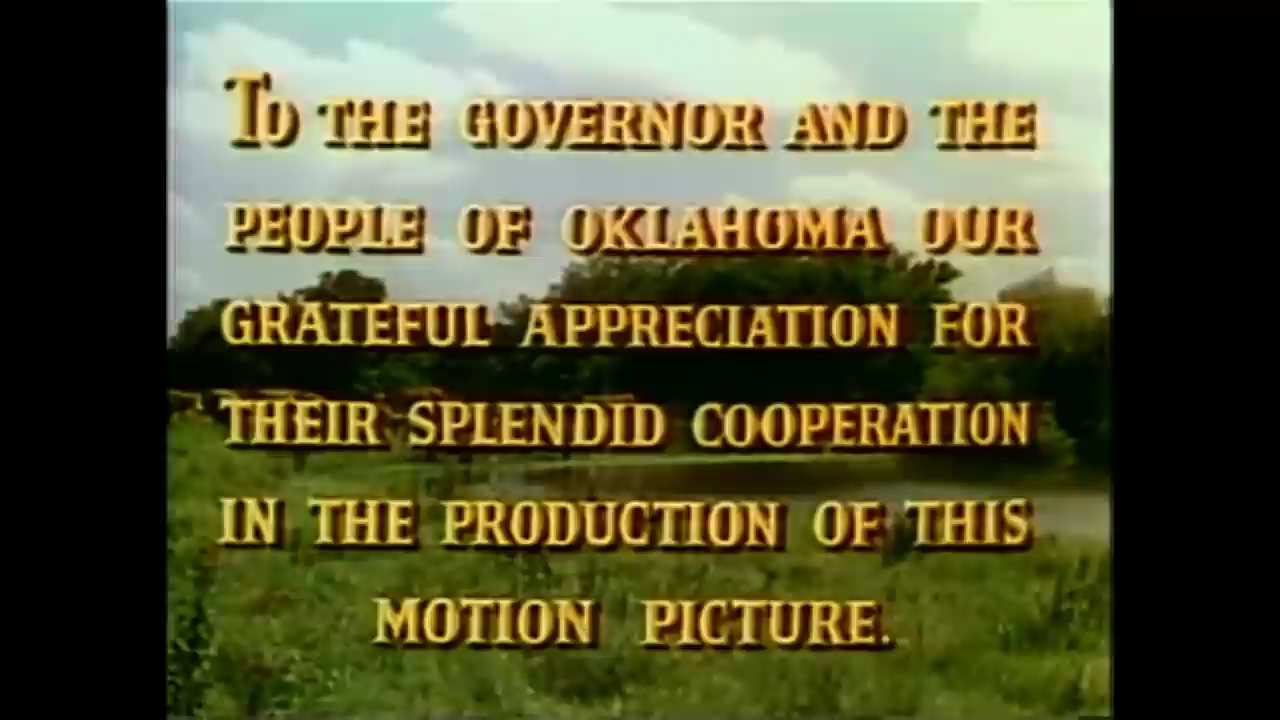 TO THE GOVERNOR AND THE
PEOPLE OF OKLAHOMA OUR
GRATEFUL APPRECIATION FOR
THEIR SPLENDID COOPERATION
IN THE PRODUCTION OF THIS
MOTION PICTURE.